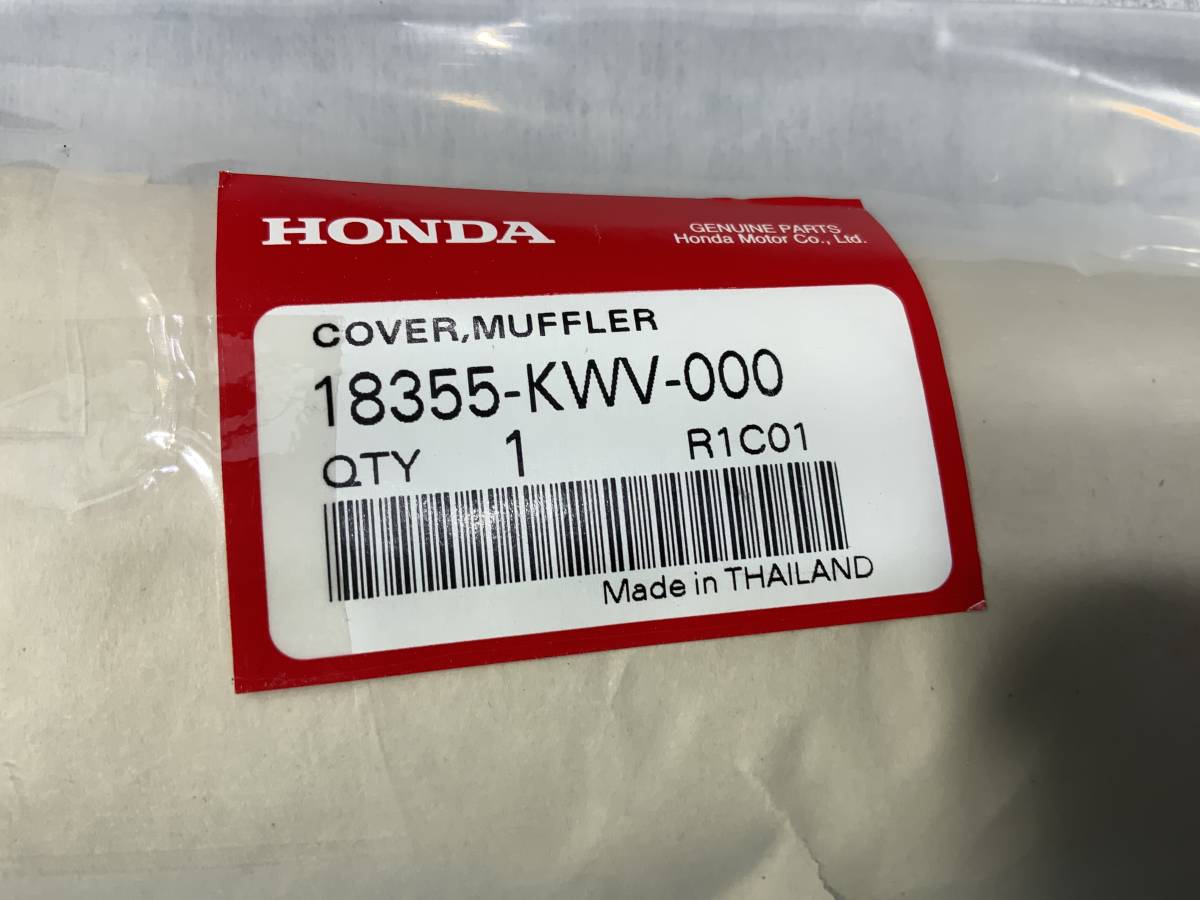 HONDA
GENUINE PARTS
Honda Motor Co., Ltd.
COVER,MUFFLER
18355-KWV-000
QTY 1 R1C01
Made in THAILAND